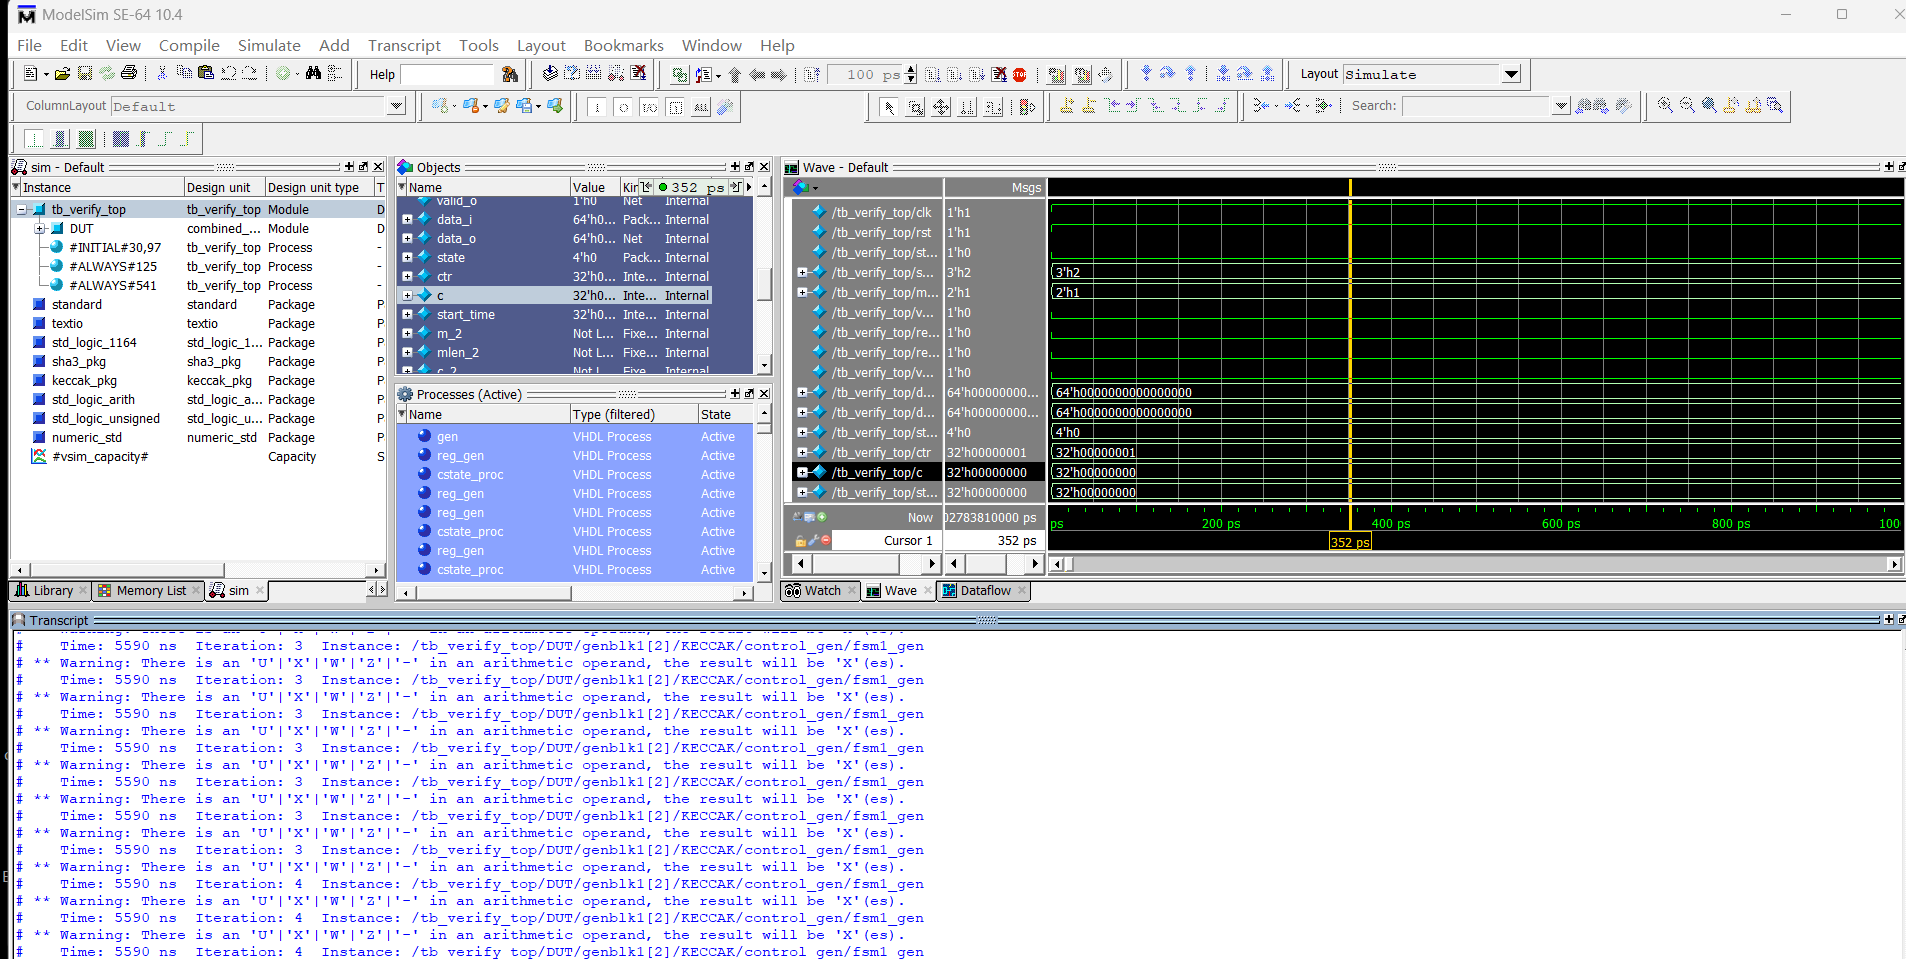 ModelSim SE-64 10.4
File Edit View Compile Simulate Add Transcript Tools Layout Bookmarks Window Help
Help
100 ps
Layout Simulate
ColumnLayout Default
Search:
sim - Default
Instance Design unit Design unit type T
tb_verify_top tb_verify_top Module D
DUT combined_... Module D
#INITIAL#30,97 tb_verify_top Process -
#ALWAYS#125 tb_verify_top Process -
#ALWAYS#541 tb_verify_top Process -
standard standard Package P
textio textio Package P
std_logic_1164 std_logic_1... Package P
sha3_pkg sha3_pkg Package P
keccak_pkg keccak_pkg Package P
std_logic_arith std_logic_a... Package P
std_logic_unsigned std_logic_u... Package P
numeric_std numeric_std Package P
#vsim_capacity# Capacity S
Library Memory List sim
Objects
Name Value Kin 352 ps
valid_o 1'h0 Net Internal
data_i 64'h0... Pack... Internal
data_o 64'h0... Net Internal
state 4'h0 Pack... Internal
ctr 32'h0... Inte... Internal
c 32'h0... Inte... Internal
start_time 32'h0... Inte... Internal
m_2 Not L... Fixe... Internal
mlen_2 Not L... Fixe... Internal
c_2 Not L... Fixe... Internal
Processes (Active)
Name Type (filtered) State
gen VHDL Process Active
reg_gen VHDL Process Active
cstate_proc VHDL Process Active
reg_gen VHDL Process Active
reg_gen VHDL Process Active
cstate_proc VHDL Process Active
reg_gen VHDL Process Active
cstate_proc VHDL Process Active
Wave - Default
Msgs
/tb_verify_top/clk 1'h1
/tb_verify_top/rst 1'h1
/tb_verify_top/st... 1'h0
/tb_verify_top/s... 3'h2 3'h2
/tb_verify_top/m... 2'h1 2'h1
/tb_verify_top/v... 1'h0
/tb_verify_top/re... 1'h0
/tb_verify_top/re... 1'h0
/tb_verify_top/v... 1'h0
/tb_verify_top/d... 64'h00000000... 64'h0000000000000000
/tb_verify_top/d... 64'h00000000... 64'h0000000000000000
/tb_verify_top/st... 4'h0 4'h0
/tb_verify_top/ctr 32'h00000001 32'h00000001
/tb_verify_top/c 32'h00000000 32'h00000000
/tb_verify_top/st... 32'h00000000 32'h00000000
Now 02783810000 ps ps 200 ps 400 ps 600 ps 800 ps 100
Cursor 1 352 ps 352 ps
Watch Wave Dataflow
Transcript
Warning: There is an 'U'|'X'|'W'|'Z'|'-' in an arithmetic operand, the result will be 'X'(es).
# Time: 5590 ns Iteration: 3 Instance: /tb_verify_top/DUT/genblk1[2]/KECCAK/control_gen/fsm1_gen
# ** Warning: There is an 'U'|'X'|'W'|'Z'|'-' in an arithmetic operand, the result will be 'X'(es).
# Time: 5590 ns Iteration: 3 Instance: /tb_verify_top/DUT/genblk1[2]/KECCAK/control_gen/fsm1_gen
# ** Warning: There is an 'U'|'X'|'W'|'Z'|'-' in an arithmetic operand, the result will be 'X'(es).
# Time: 5590 ns Iteration: 3 Instance: /tb_verify_top/DUT/genblk1[2]/KECCAK/control_gen/fsm1_gen
# ** Warning: There is an 'U'|'X'|'W'|'Z'|'-' in an arithmetic operand, the result will be 'X'(es).
# Time: 5590 ns Iteration: 3 Instance: /tb_verify_top/DUT/genblk1[2]/KECCAK/control_gen/fsm1_gen
# ** Warning: There is an 'U'|'X'|'W'|'Z'|'-' in an arithmetic operand, the result will be 'X'(es).
# Time: 5590 ns Iteration: 3 Instance: /tb_verify_top/DUT/genblk1[2]/KECCAK/control_gen/fsm1_gen
# ** Warning: There is an 'U'|'X'|'W'|'Z'|'-' in an arithmetic operand, the result will be 'X'(es).
# Time: 5590 ns Iteration: 3 Instance: /tb_verify_top/DUT/genblk1[2]/KECCAK/control_gen/fsm1_gen
# ** Warning: There is an 'U'|'X'|'W'|'Z'|'-' in an arithmetic operand, the result will be 'X'(es).
# Time: 5590 ns Iteration: 3 Instance: /tb_verify_top/DUT/genblk1[2]/KECCAK/control_gen/fsm1_gen
# ** Warning: There is an 'U'|'X'|'W'|'Z'|'-' in an arithmetic operand, the result will be 'X'(es).
# Time: 5590 ns Iteration: 4 Instance: /tb_verify_top/DUT/genblk1[2]/KECCAK/control_gen/fsm1_gen
# ** Warning: There is an 'U'|'X'|'W'|'Z'|'-' in an arithmetic operand, the result will be 'X'(es).
# Time: 5590 ns Iteration: 4 Instance: /tb_verify_top/DUT/genblk1[2]/KECCAK/control_gen/fsm1_gen
# ** Warning: There is an 'U'|'X'|'W'|'Z'|'-' in an arithmetic operand, the result will be 'X'(es).
# Time: 5590 ns Iteration: 4 Instance: /tb_verify_top/DUT/genblk1[2]/KECCAK/control_gen/fsm1_gen